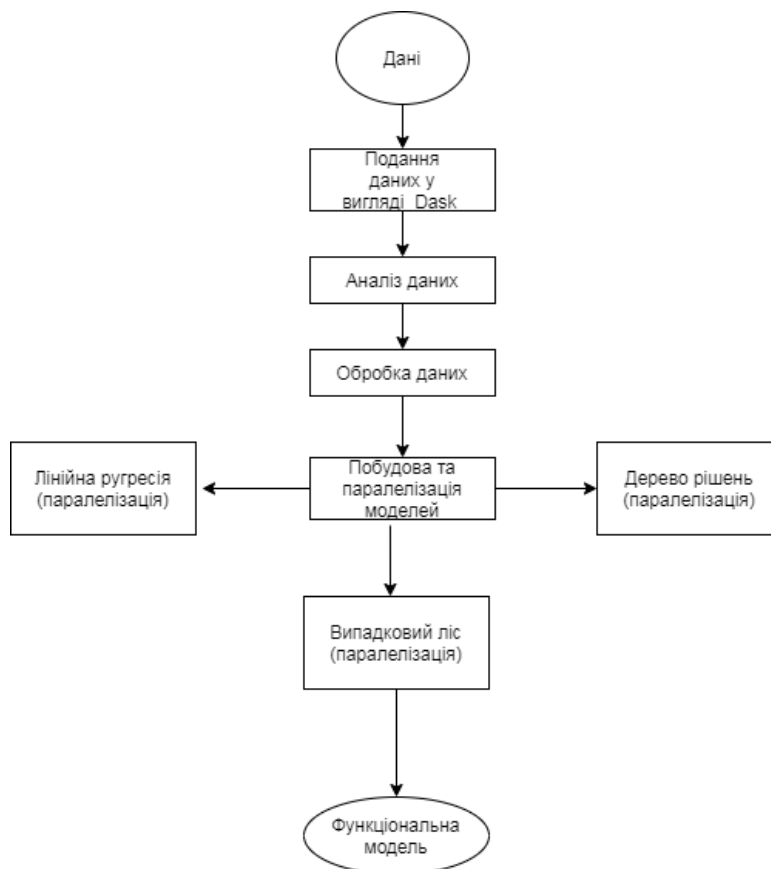 Дані
Подання
даних у
вигляді Dask
Аналіз даних
Обробка даних
Лінійна ругресія
(паралелізація)
Побудова та
паралелізація
моделей
Дерево рішень
(паралелізація)
Випадковий ліс
(паралелізація)
Функціональна
модель